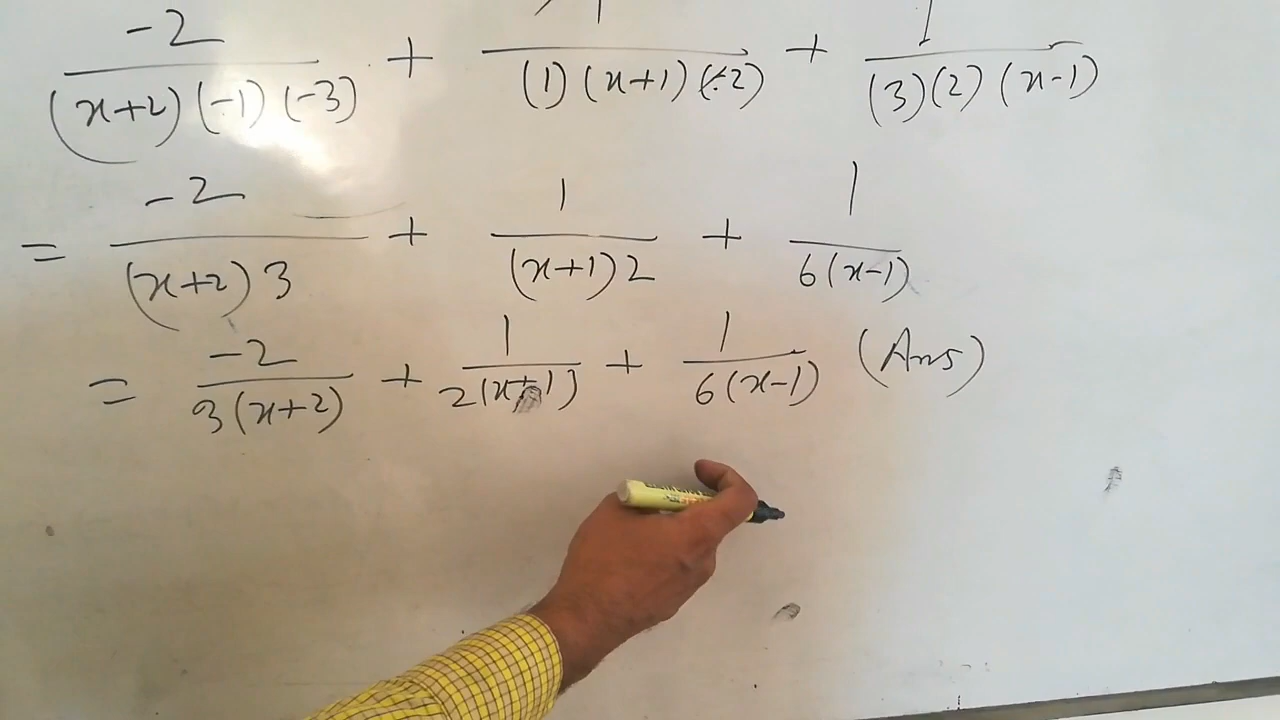 -2/((x+2)(-1)(-3)) + /((1)(x+1)(-2)) + 1/((3)(2)(x-1))
= -2/((x+2)3) + 1/((x+1)2) + 1/(6(x-1))
= -2/(3(x+2)) + 1/(2(x+1)) + 1/(6(x-1)) (Ans)